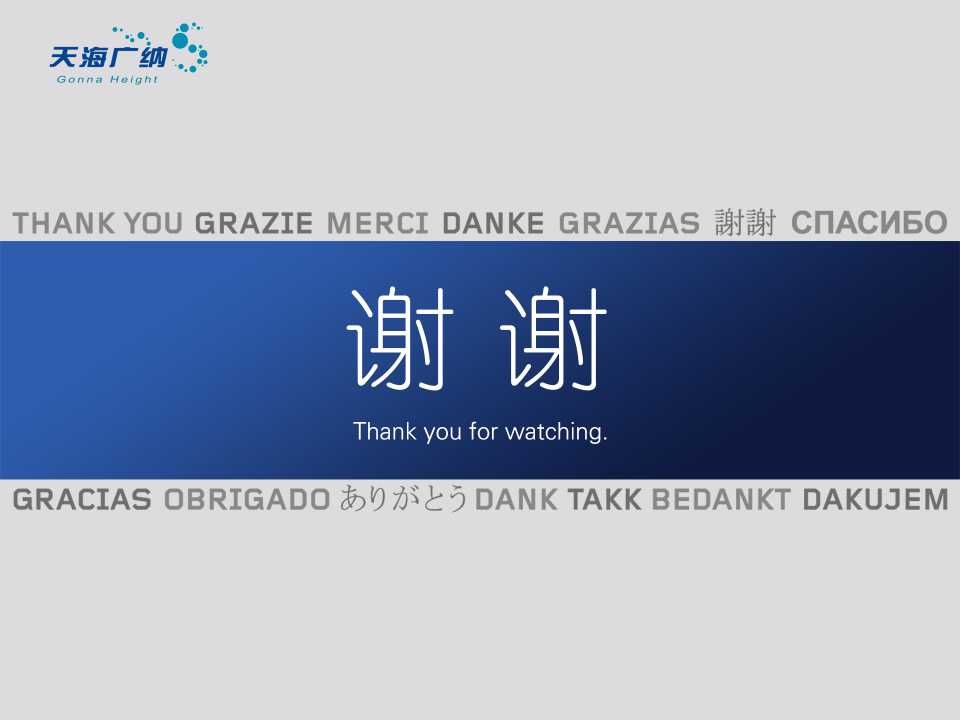 天海广纳
Gonna Height
THANK YOU GRAZIE MERCI DANKE GRAZIAS 謝謝 СПАСИБО
谢 谢
Thank you for watching.
GRACIAS OBRIGADO ありがとう DANK TAKK BEDANKT DAKUJEM